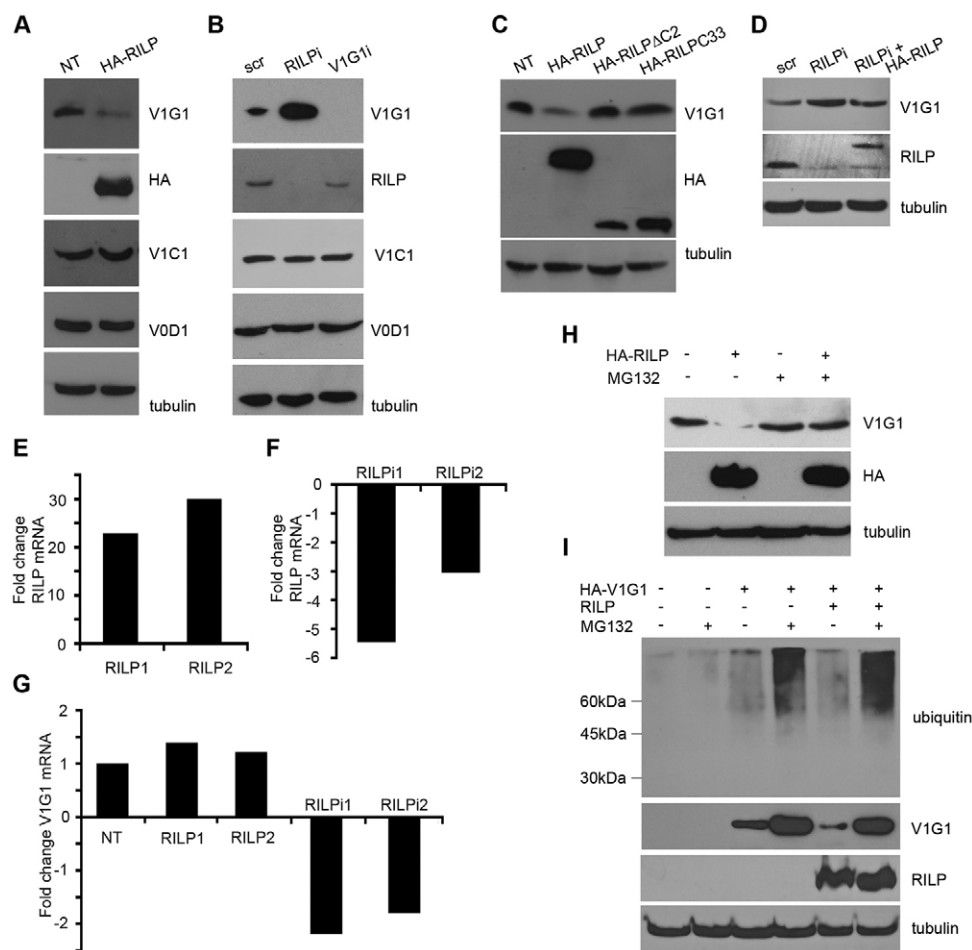 A
NT
HA-RILP
V1G1
HA
V1C1
V0D1
tubulin
B
scr
RILPi
V1G1i
V1G1
RILP
V1C1
V0D1
tubulin
C
NT
HA-RILP
HA-RILPΔC2
HA-RILPC33
V1G1
HA
tubulin
D
scr
RILPi
RILPi +
HA-RILP
V1G1
RILP
tubulin
E
Fold change
RILP mRNA
30
20
10
0
RILP1
RILP2
F
RILPi1
RILPi2
Fold change
RILP mRNA
0
-1
-2
-3
-4
-5
-6
G
Fold change V1G1 mRNA
2
1
0
-1
-2
NT
RILP1
RILP2
RILPi1
RILPi2
H
HA-RILP - + - +
MG132 - - + +
V1G1
HA
tubulin
I
HA-V1G1 - - + + + +
RILP - - - - + +
MG132 - + - + - +
60kDa
45kDa
30kDa
ubiquitin
V1G1
RILP
tubulin